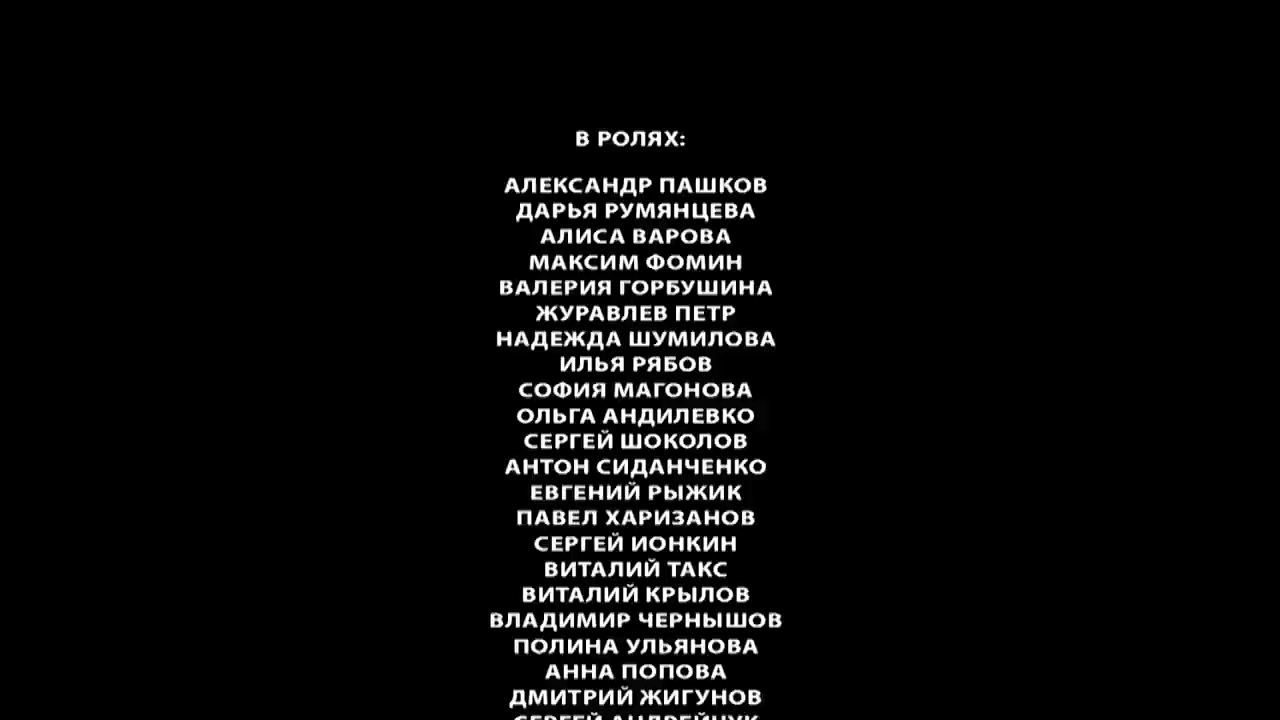 В РОЛЯХ:
АЛЕКСАНДР ПАШКОВ
ДАРЬЯ РУМЯНЦЕВА
АЛИСА ВАРОВА
МАКСИМ ФОМИН
ВАЛЕРИЯ ГОРБУШИНА
ЖУРАВЛЕВ ПЕТР
НАДЕЖДА ШУМИЛОВА
ИЛЬЯ РЯБОВ
СОФИЯ МАГОНОВА
ОЛЬГА АНДИЛЕВКО
СЕРГЕЙ ШОКОЛОВ
АНТОН СИДАНЧЕНКО
ЕВГЕНИЙ РЫЖИК
ПАВЕЛ ХАРИЗАНОВ
СЕРГЕЙ ИОНКИН
ВИТАЛИЙ ТАКС
ВИТАЛИЙ КРЫЛОВ
ВЛАДИМИР ЧЕРНЫШОВ
ПОЛИНА УЛЬЯНОВА
АННА ПОПОВА
ДМИТРИЙ ЖИГУНОВ
СЕРГЕЙ АНДРЕЙЧУК